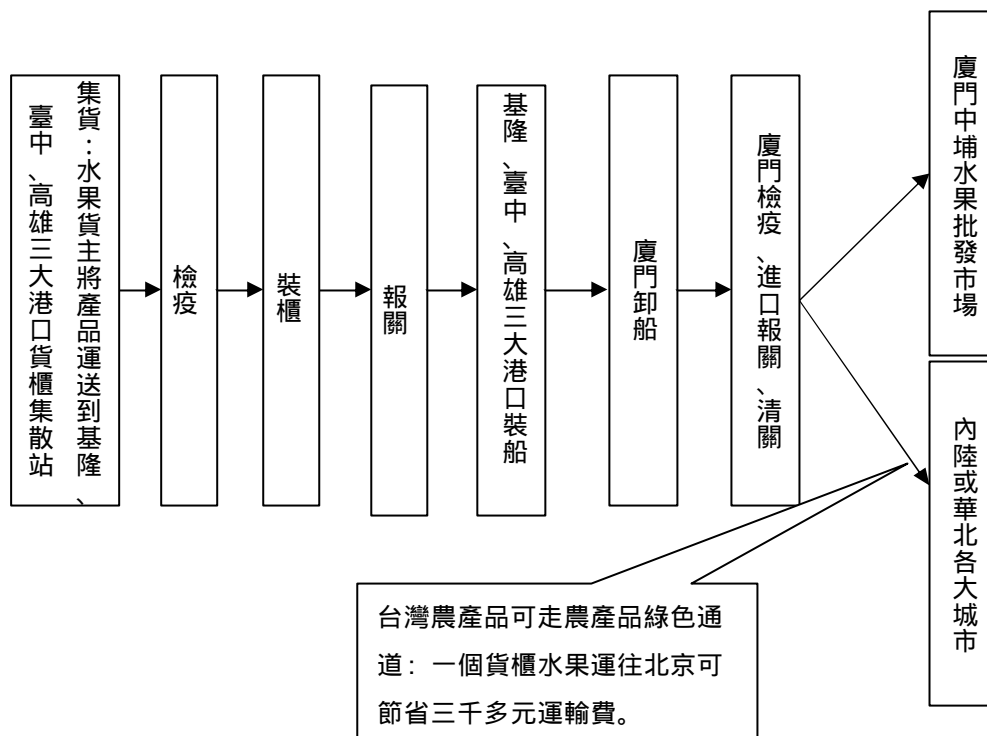 集貨：水果貨主將產品運送到基隆、
臺中、高雄三大港口貨櫃集散站
檢疫
裝櫃
報關
基隆、臺中、高雄三大港口裝船
廈門卸船
廈門檢疫、進口報關、清關
廈門中埔水果批發市場
內陸或華北各大城市
台灣農產品可走農產品綠色通
道：一個貨櫃水果運往北京可
節省三千多元運輸費。